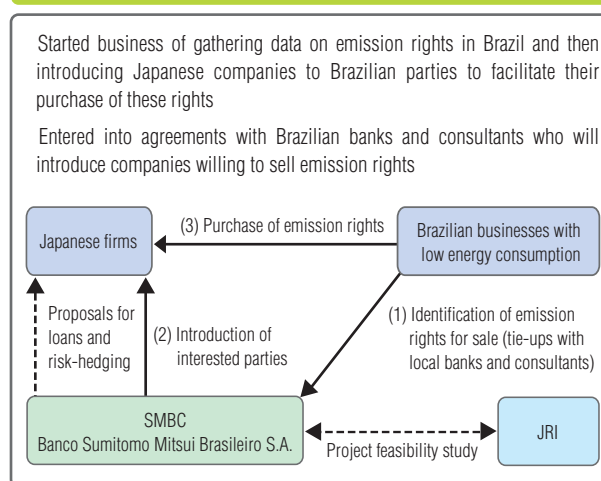 Started business of gathering data on emission rights in Brazil and then
introducing Japanese companies to Brazilian parties to facilitate their
purchase of these rights
Entered into agreements with Brazilian banks and consultants who will
introduce companies willing to sell emission rights
(3) Purchase of emission rights
Japanese firms
Brazilian businesses with
low energy consumption
Proposals for
loans and
risk-hedging
(2) Introduction of
interested parties
(1) Identification of emission
rights for sale (tie-ups with
local banks and consultants)
SMBC
Banco Sumitomo Mitsui Brasileiro S.A.
Project feasibility study
JRI